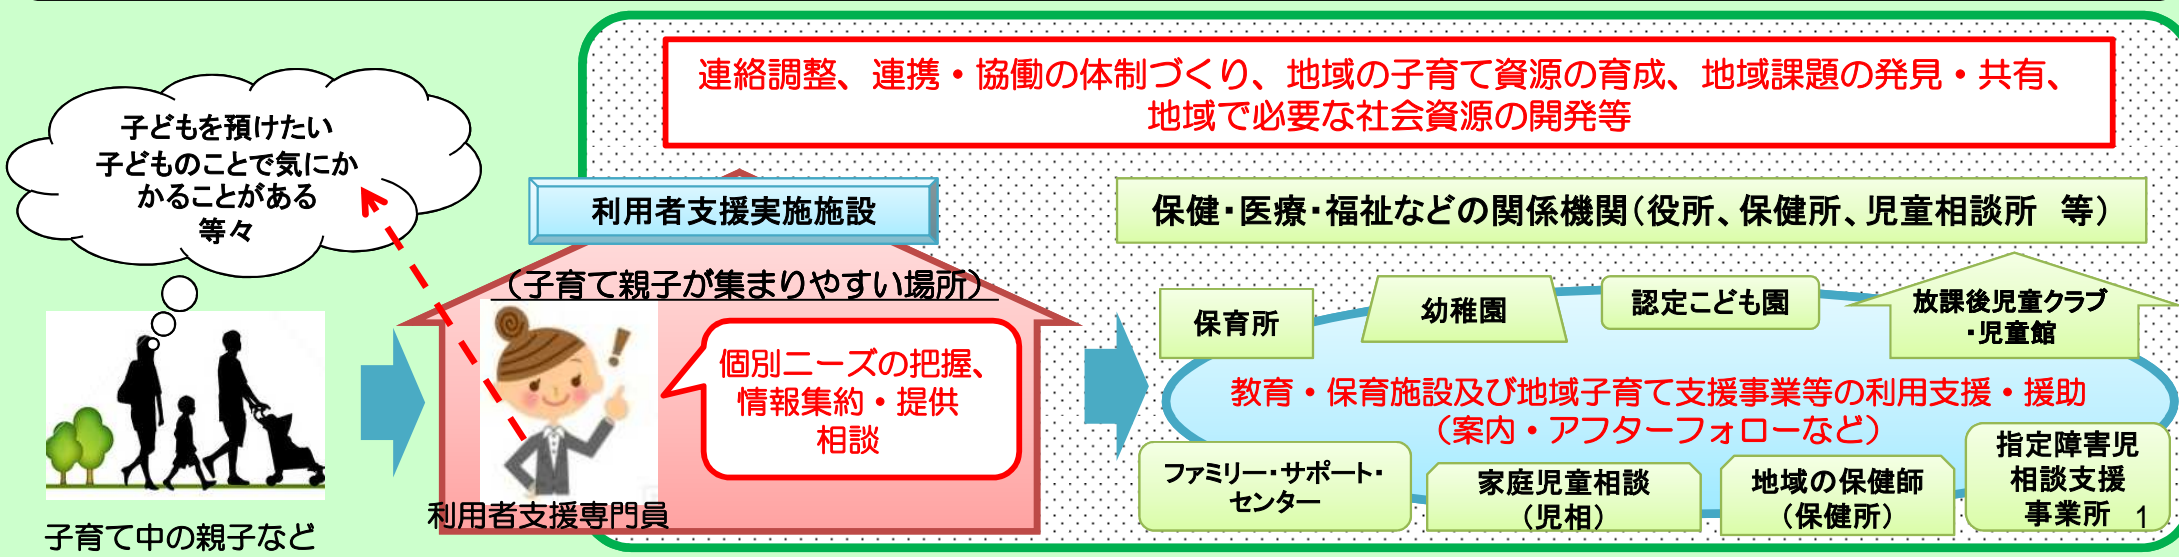 連絡調整、連携・協働の体制づくり、地域の子育て資源の育成、地域課題の発見・共有、
地域で必要な社会資源の開発等
子どもを預けたい
子どものことで気にか
かることがある
等々
子育て中の親子など
利用者支援実施施設
(子育て親子が集まりやすい場所)
個別ニーズの把握、
情報集約・提供
相談
利用者支援専門員
保健・医療・福祉などの関係機関(役所、保健所、児童相談所 等)
保育所
幼稚園
認定こども園
放課後児童クラブ
・児童館
教育・保育施設及び地域子育て支援事業等の利用支援・援助
(案内・アフターフォローなど)
ファミリー・サポート・
センター
家庭児童相談
(児相)
地域の保健師
(保健所)
指定障害児
相談支援
事業所
1